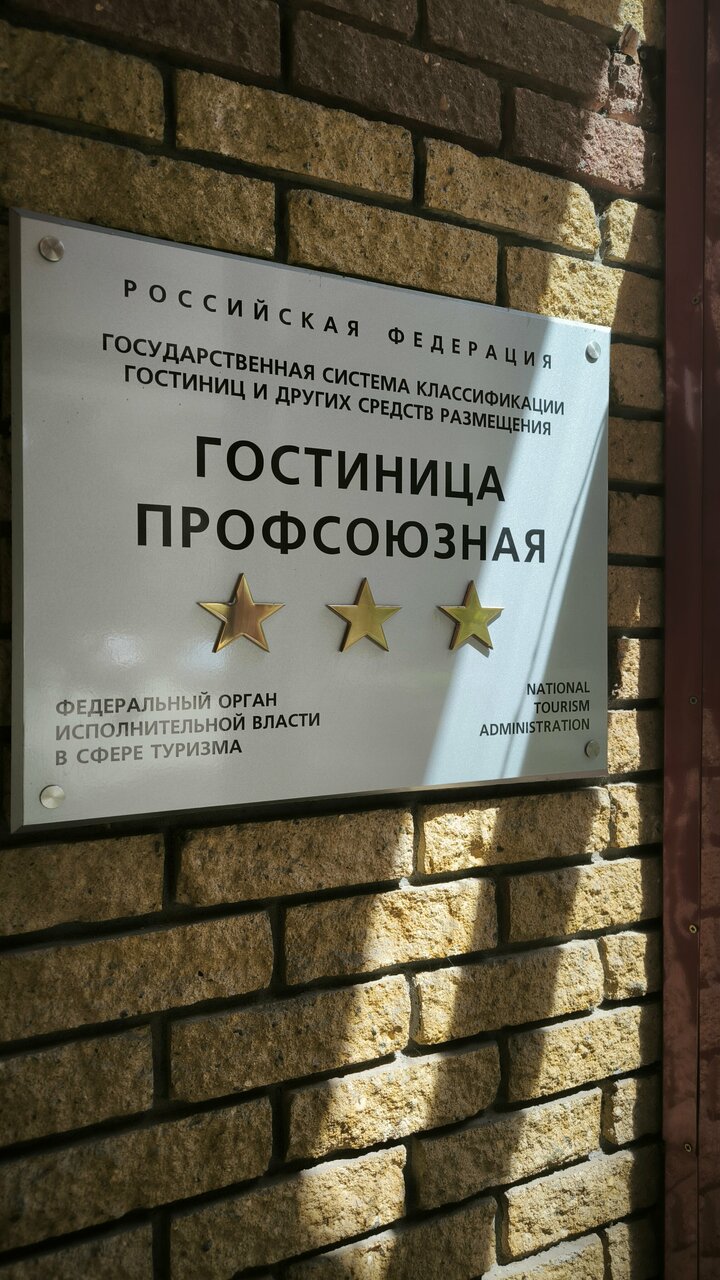 РОССИЙСКАЯ ФЕДЕРАЦИЯ
ГОСУДАРСТВЕННАЯ СИСТЕМА КЛАССИФИКАЦИИ
ГОСТИНИЦ И ДРУГИХ СРЕДСТВ РАЗМЕЩЕНИЯ
ГОСТИНИЦА
ПРОФСОЮЗНАЯ
ФЕДЕРАЛЬНЫЙ ОРГАН
ИСПОЛНИТЕЛЬНОЙ ВЛАСТИ
В СФЕРЕ ТУРИЗМА
NATIONAL
TOURISM
ADMINISTRATION